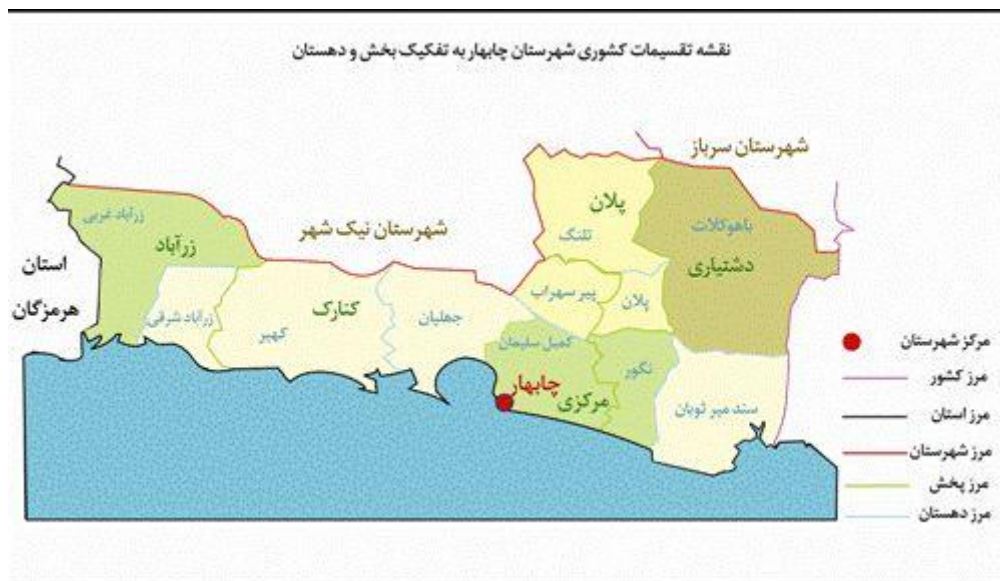 نقشه تقسیمات کشوری شهرستان چابهار به تفکیک بخش و دهستان
شهرستان سرباز
پلان
زرآباد غربی
شهرستان نیک شهر
تلنگ
باهوکلات
زرآباد
دشتیاری
استان
هرمزگان
پیر سهراب
پلان
کنارک
زرآباد شرقی
کهیر
جهلیان
کمبل سلیمان
نگور
چابهار
مرکزی
سند میر ثوبان
مرکز شهرستان
مرز کشور
مرز استان
مرز شهرستان
مرز پخش
مرز دهستان